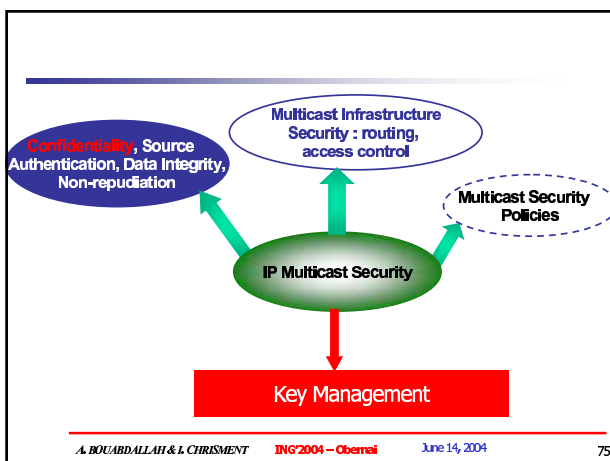 Multicast Infrastructure
Security : routing,
access control
Confidentiality, Source
Authentication, Data Integrity,
Non-repudiation
Multicast Security
Policies
IP Multicast Security
Key Management
A. BOUABDALLAH & I. CHRISMENT ING'2004 – Obernai June 14, 2004 75